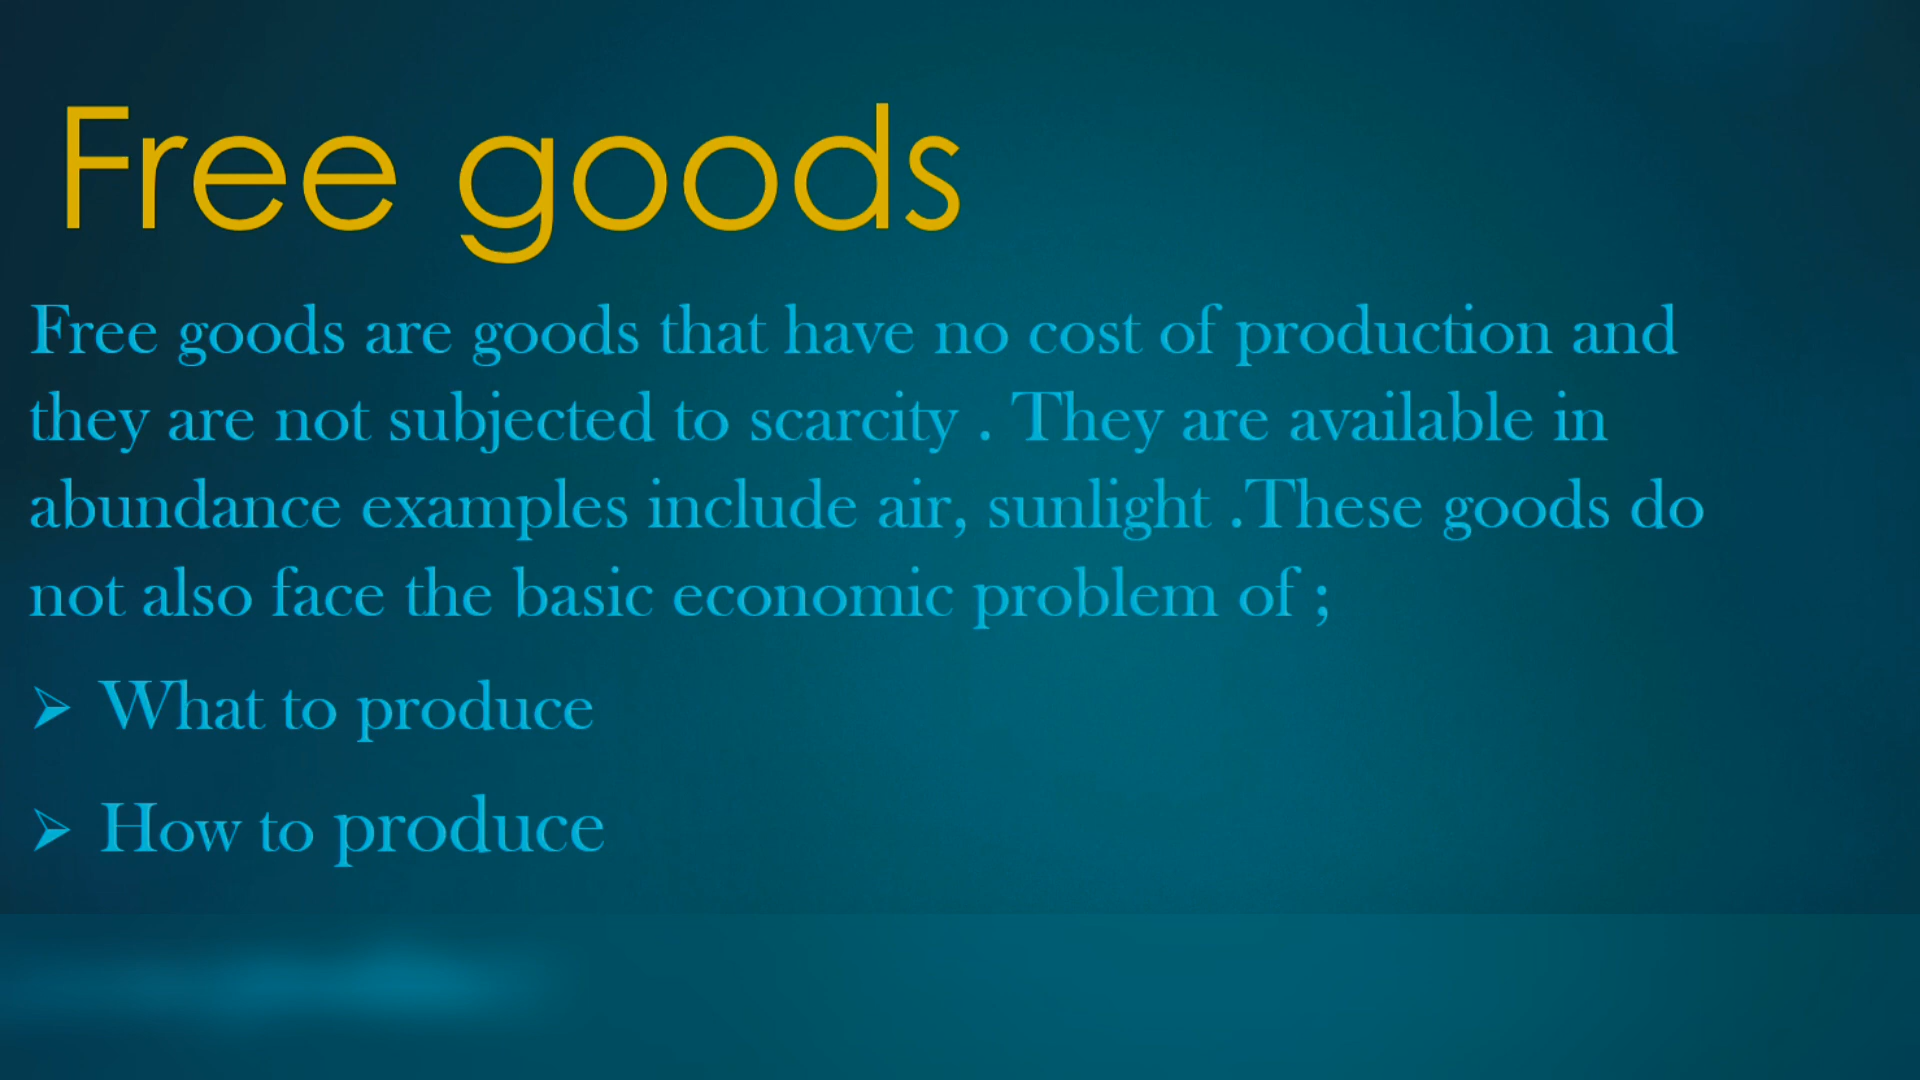 Free goods
Free goods are goods that have no cost of production and
they are not subjected to scarcity . They are available in
abundance examples include air, sunlight .These goods do
not also face the basic economic problem of ;
➢ What to produce
➢ How to produce